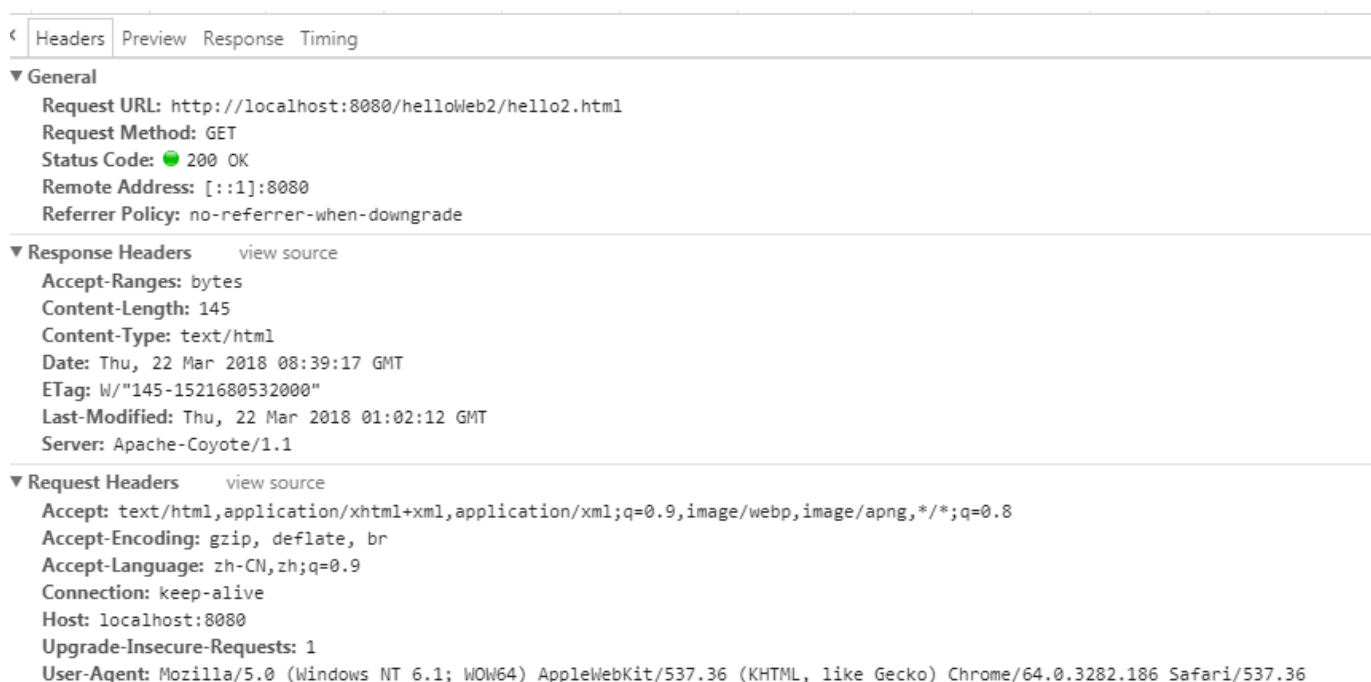 Headers Preview Response Timing
General
Request URL: http://localhost:8080/helloWeb2/hello2.html
Request Method: GET
Status Code: 200 OK
Remote Address: [::1]:8080
Referrer Policy: no-referrer-when-downgrade
Response Headers view source
Accept-Ranges: bytes
Content-Length: 145
Content-Type: text/html
Date: Thu, 22 Mar 2018 08:39:17 GMT
ETag: W/"145-1521680532000"
Last-Modified: Thu, 22 Mar 2018 01:02:12 GMT
Server: Apache-Coyote/1.1
Request Headers view source
Accept: text/html,application/xhtml+xml,application/xml;q=0.9,image/webp,image/apng,*/*;q=0.8
Accept-Encoding: gzip, deflate, br
Accept-Language: zh-CN,zh;q=0.9
Connection: keep-alive
Host: localhost:8080
Upgrade-Insecure-Requests: 1
User-Agent: Mozilla/5.0 (Windows NT 6.1; WOW64) AppleWebKit/537.36 (KHTML, like Gecko) Chrome/64.0.3282.186 Safari/537.36